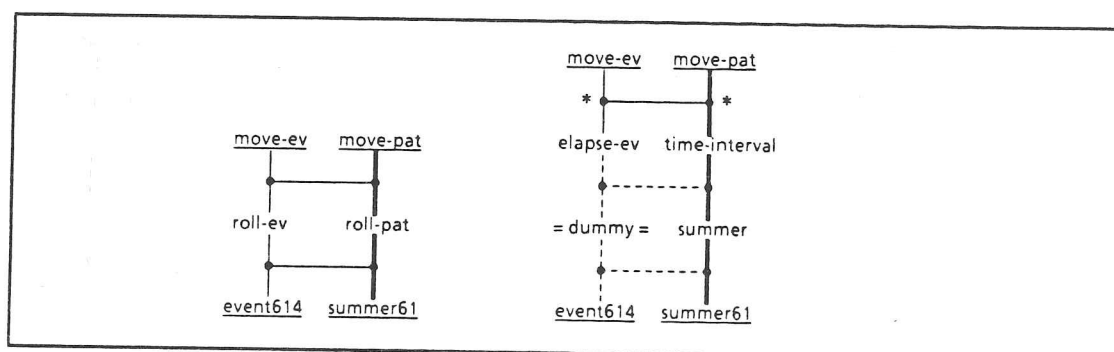 move-ev move-pat
roll-ev roll-pat
event614 summer61
move-ev move-pat
* *
elapse-ev time-interval
= dummy = summer
event614 summer61